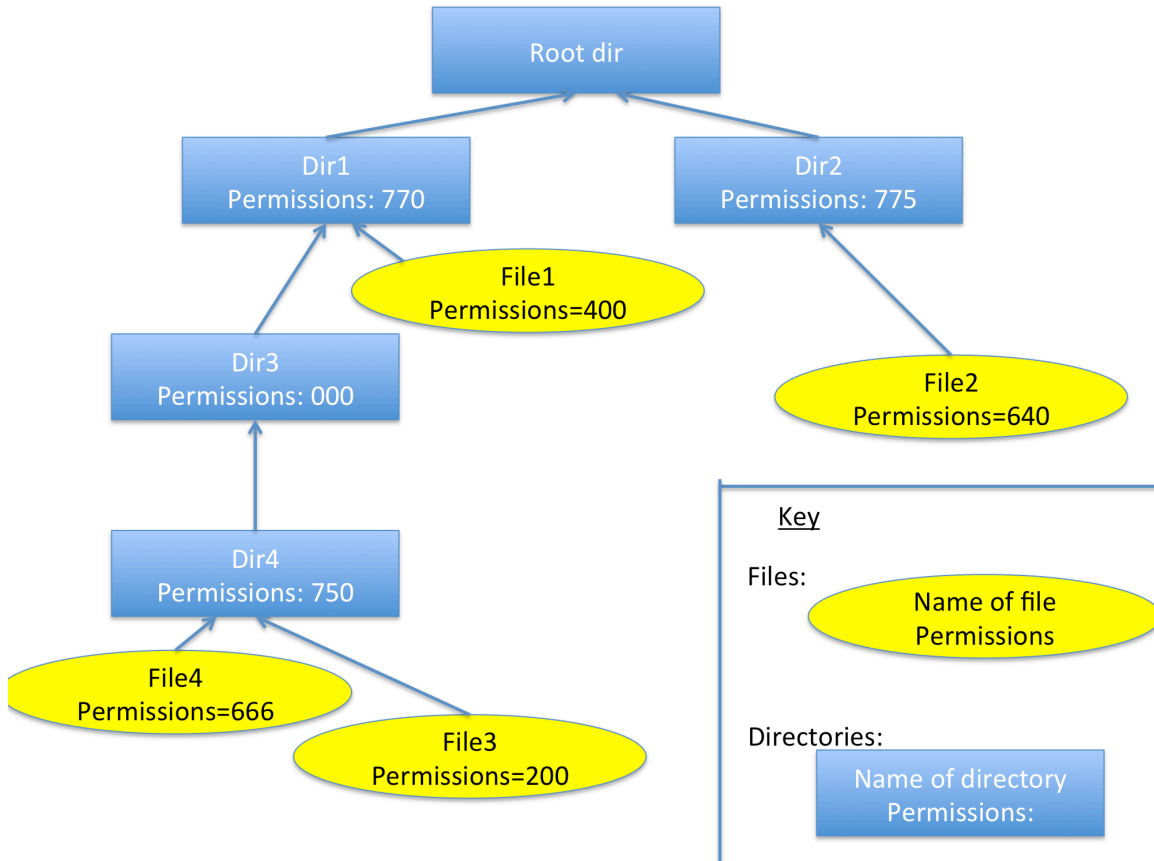 Root dir
Dir1
Permissions: 770
Dir2
Permissions: 775
File1
Permissions=400
Dir3
Permissions: 000
File2
Permissions=640
Dir4
Permissions: 750
File4
Permissions=666
File3
Permissions=200
Key
Files:
Name of file
Permissions
Directories:
Name of directory
Permissions: